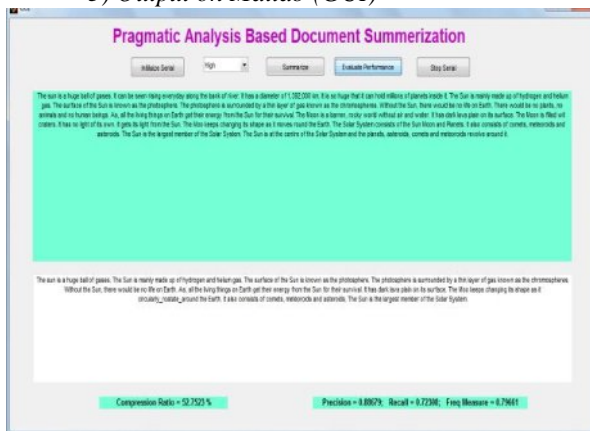 3) Output on Matlab (GUI)
Pragmatic Analysis Based Document Summerization
Initialize Serial High Summarize Evaluate Performance Stop Serial
The sun is a huge ball of gases. It can be seen rising everyday along the bank of river. It has a diameter of 1,392,000 km. It is so huge that it can hold millions of planets inside it. The Sun is mainly made up of hydrogen and helium
gas. The surface of the Sun is known as the photosphere. The photosphere is surrounded by a thin layer of gas known as the chromospheres. Without the Sun, there would be no life on Earth. There would be no plants, no
animals and no human beings. As, all the living things on Earth get their energy from the Sun for their survival. The Moon is a barren, rocky world without air and water. It has dark lava plain on its surface. The Moon is filled wit
craters. It has no light of its own. It gets its light from the Sun. The Moo keeps changing its shape as it moves round the Earth. The Solar System consists of the Sun Moon and Planets. It also consists of comets, meteoroids and
asteroids. The Sun is the largest member of the Solar System. The Sun is at the centre of the Solar System and the planets, asteroids, comets and meteoroids revolve around it.
The sun is a huge ball of gases. The Sun is mainly made up of hydrogen and helium gas. The surface of the Sun is known as the photosphere. The photosphere is surrounded by a thin layer of gas known as the chromospheres
Without the Sun, there would be no life on Earth. As, all the living things on Earth get their energy from the Sun for their survival. It has dark lava plain on its surface. The Moo keeps changing its shape as it
circularly_rostate_around the Earth. It also consists of comets, meteoroids and asteroids, The Sun is the largest member of the Solar System.
Compression Ratio = 52.7523 % Precision = 0.88679; Recall = 0.72308; Freq Measure = 0.79661